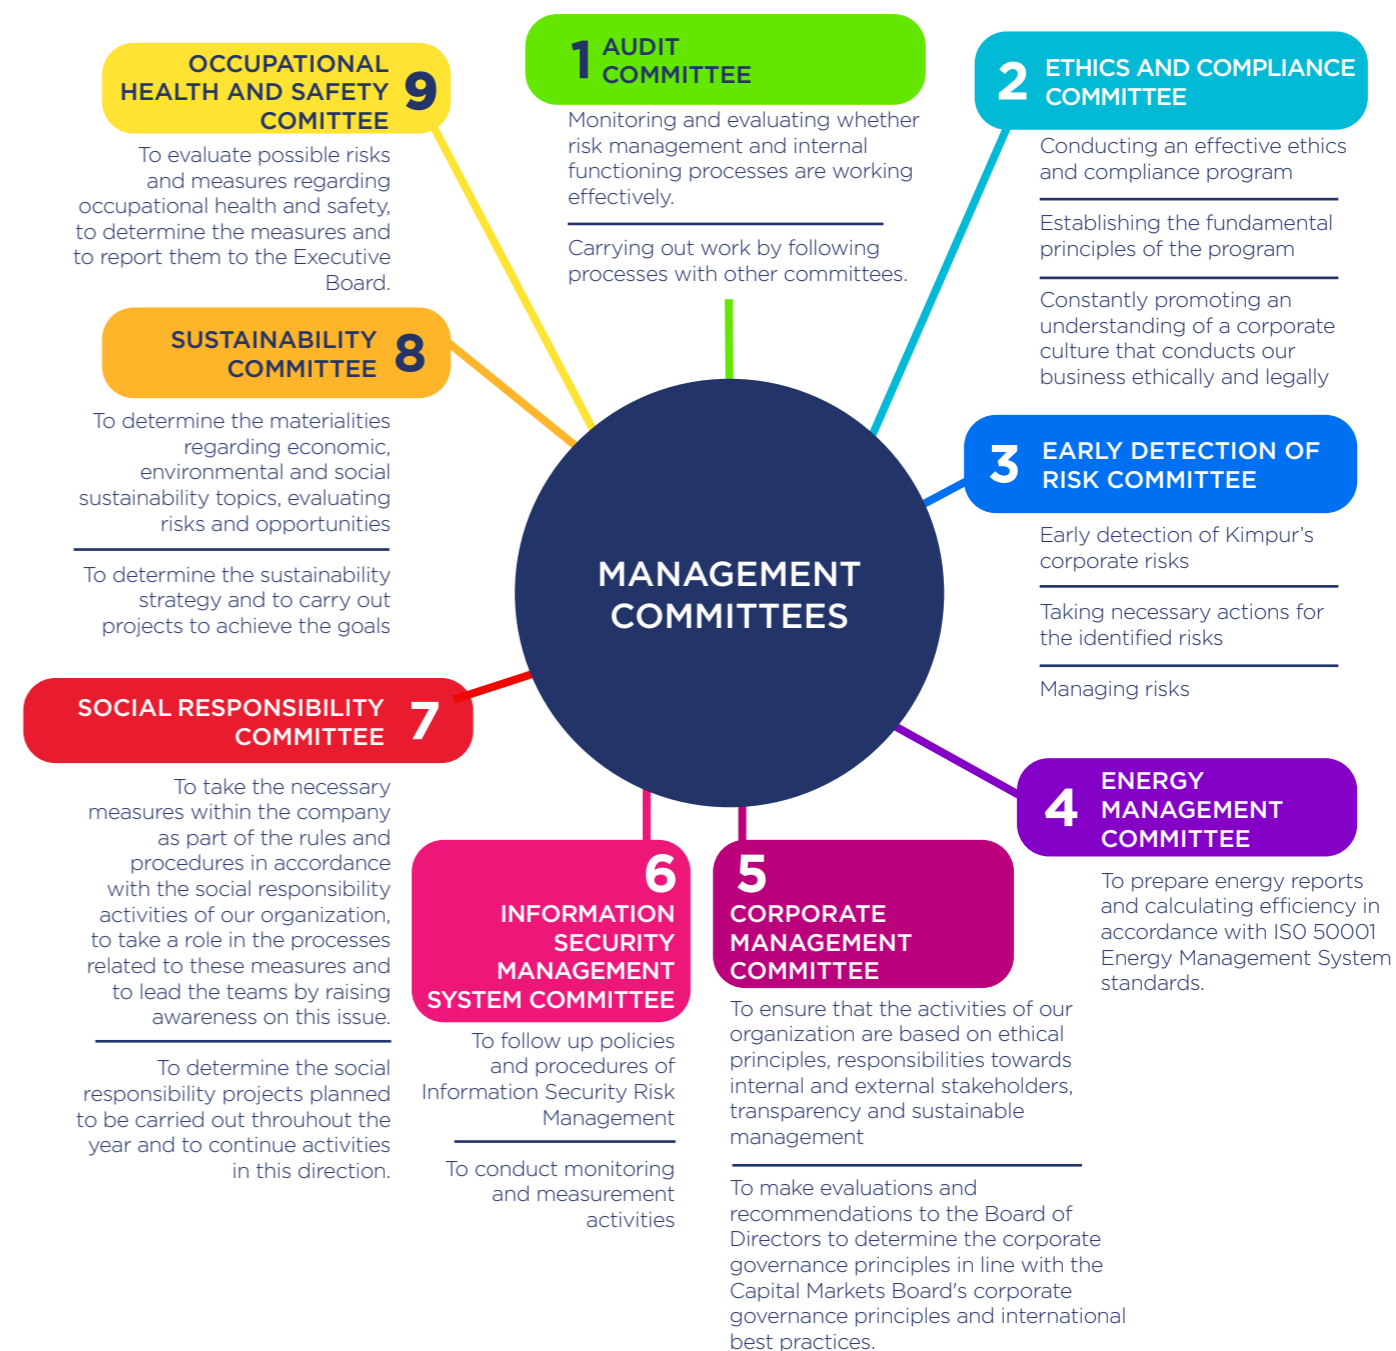 MANAGEMENT
COMMITTEES
1
AUDIT
COMMITTEE
Monitoring and evaluating whether
risk management and internal
functioning processes are working
effectively.
Carrying out work by following
processes with other committees.
2
ETHICS AND COMPLIANCE
COMMITTEE
Conducting an effective ethics
and compliance program
Establishing the fundamental
principles of the program
Constantly promoting an
understanding of a corporate
culture that conducts our
business ethically and legally
3
EARLY DETECTION OF
RISK COMMITTEE
Early detection of Kimpur’s
corporate risks
Taking necessary actions for
the identified risks
Managing risks
4
ENERGY
MANAGEMENT
COMMITTEE
To prepare energy reports
and calculating efficiency in
accordance with IS0 50001
Energy Management System
standards.
5
CORPORATE
MANAGEMENT
COMMITTEE
To ensure that the activities of our
organization are based on ethical
principles, responsibilities towards
internal and external stakeholders,
transparency and sustainable
management
To make evaluations and
recommendations to the Board of
Directors to determine the corporate
governance principles in line with the
Capital Markets Board's corporate
governance principles and international
best practices.
6
INFORMATION
SECURITY
MANAGEMENT
SYSTEM COMMITTEE
To follow up policies
and procedures of
Information Security Risk
Management
To conduct monitoring
and measurement
activities
7
SOCIAL RESPONSIBILITY
COMMITTEE
To take the necessary
measures within the company
as part of the rules and
procedures in accordance
with the social responsibility
activities of our organization,
to take a role in the processes
related to these measures and
to lead the teams by raising
awareness on this issue.
To determine the social
responsibility projects planned
to be carried out throuhout the
year and to continue activities
in this direction.
8
SUSTAINABILITY
COMMITTEE
To determine the materialities
regarding economic,
environmental and social
sustainability topics, evaluating
risks and opportunities
To determine the sustainability
strategy and to carry out
projects to achieve the goals
9
OCCUPATIONAL
HEALTH AND SAFETY
COMITTEE
To evaluate possible risks
and measures regarding
occupational health and safety,
to determine the measures and
to report them to the Executive
Board.